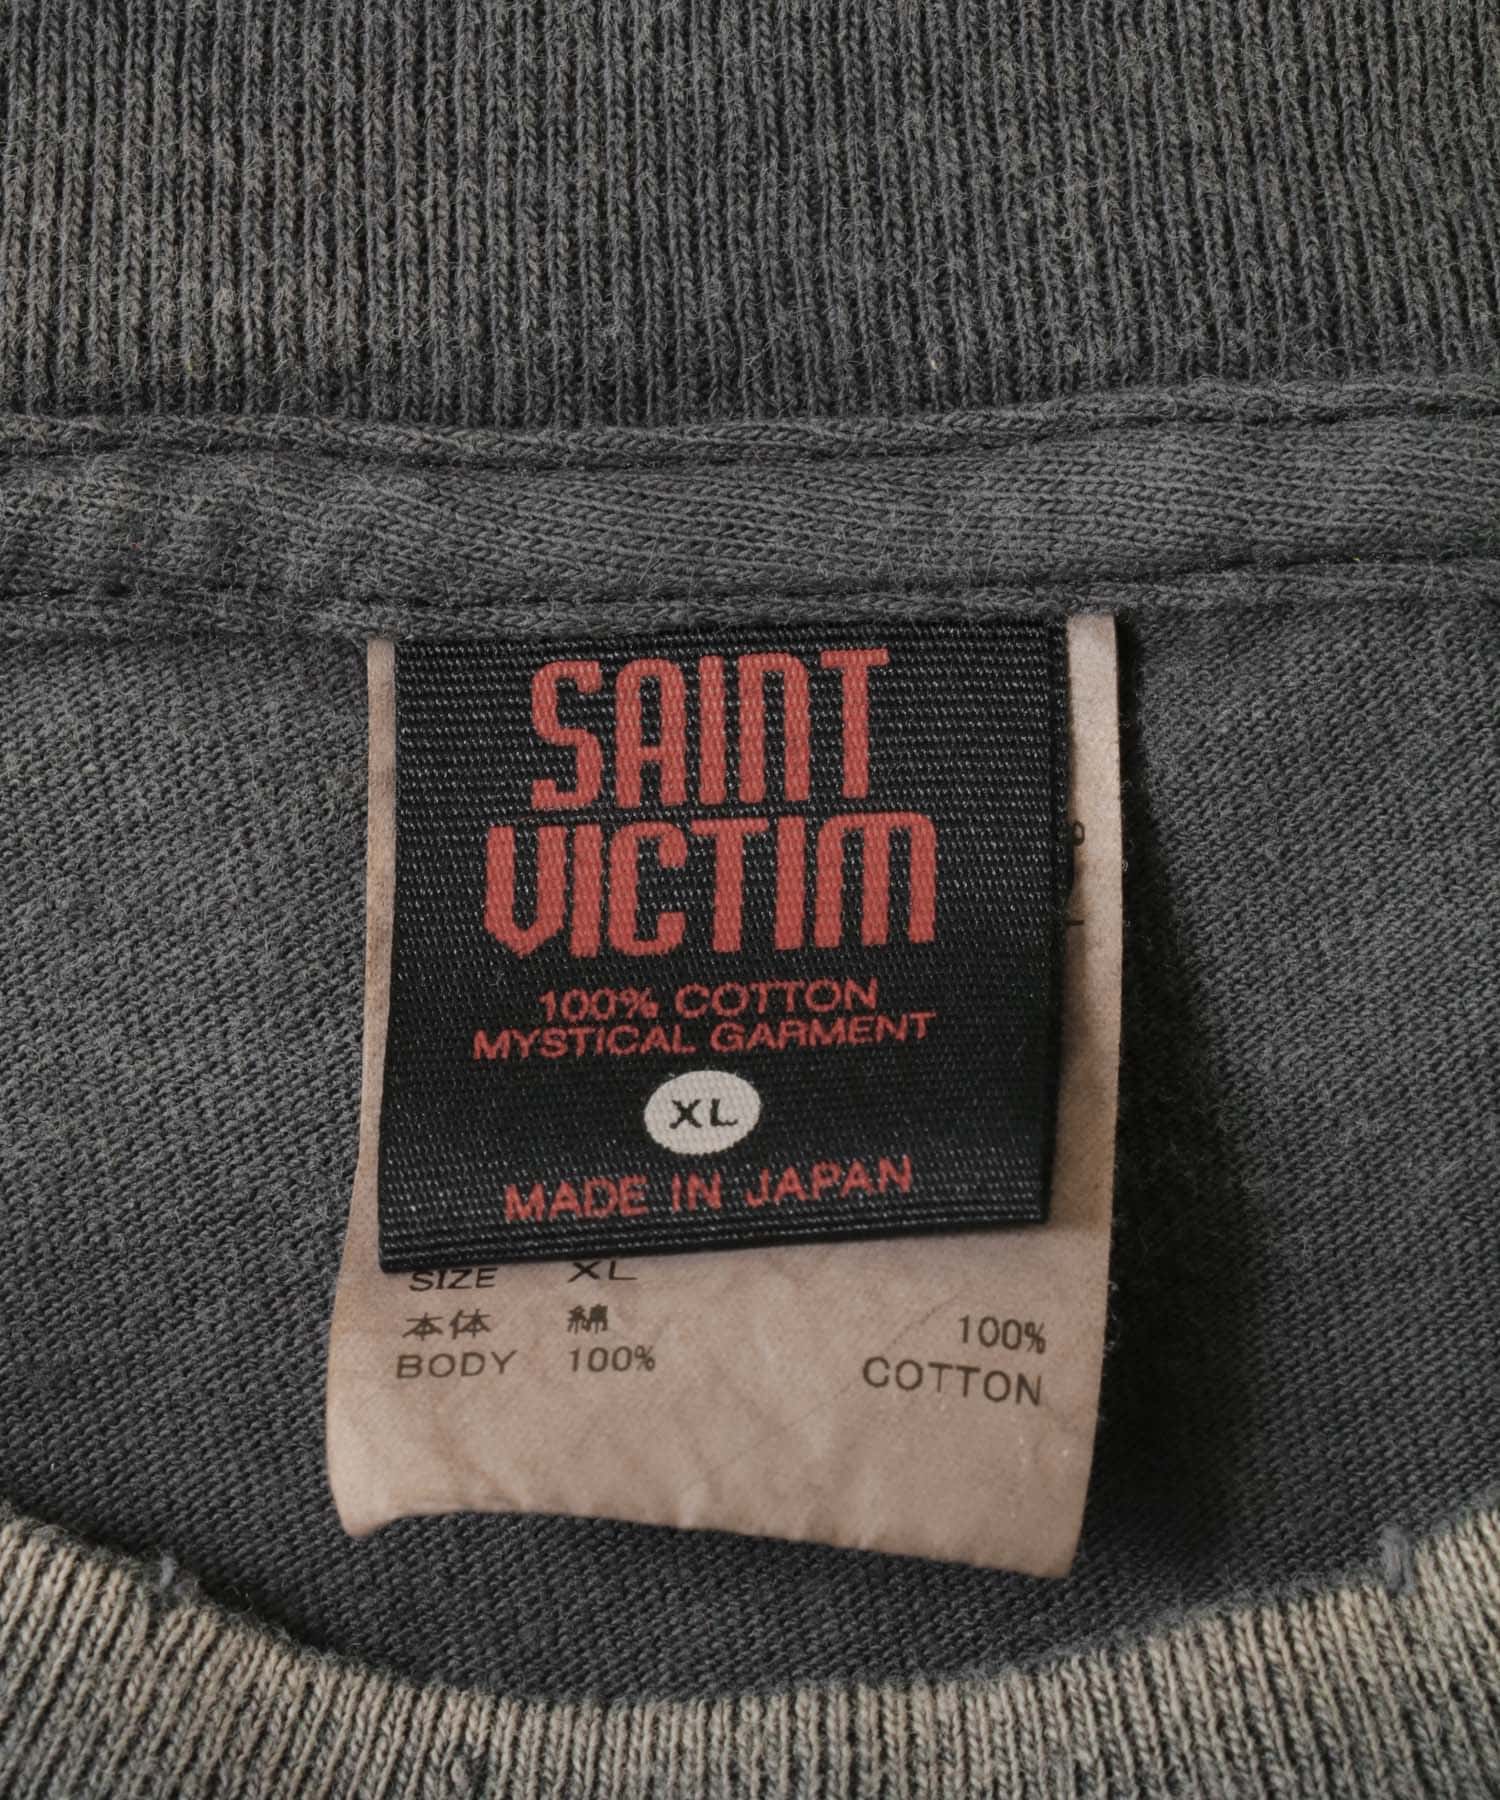 SAINT
VICTIM
100% COTTON
MYSTICAL GARMENT
XL
MADE IN JAPAN
SIZE XL
本体 綿
BODY 100%
100%
COTTON